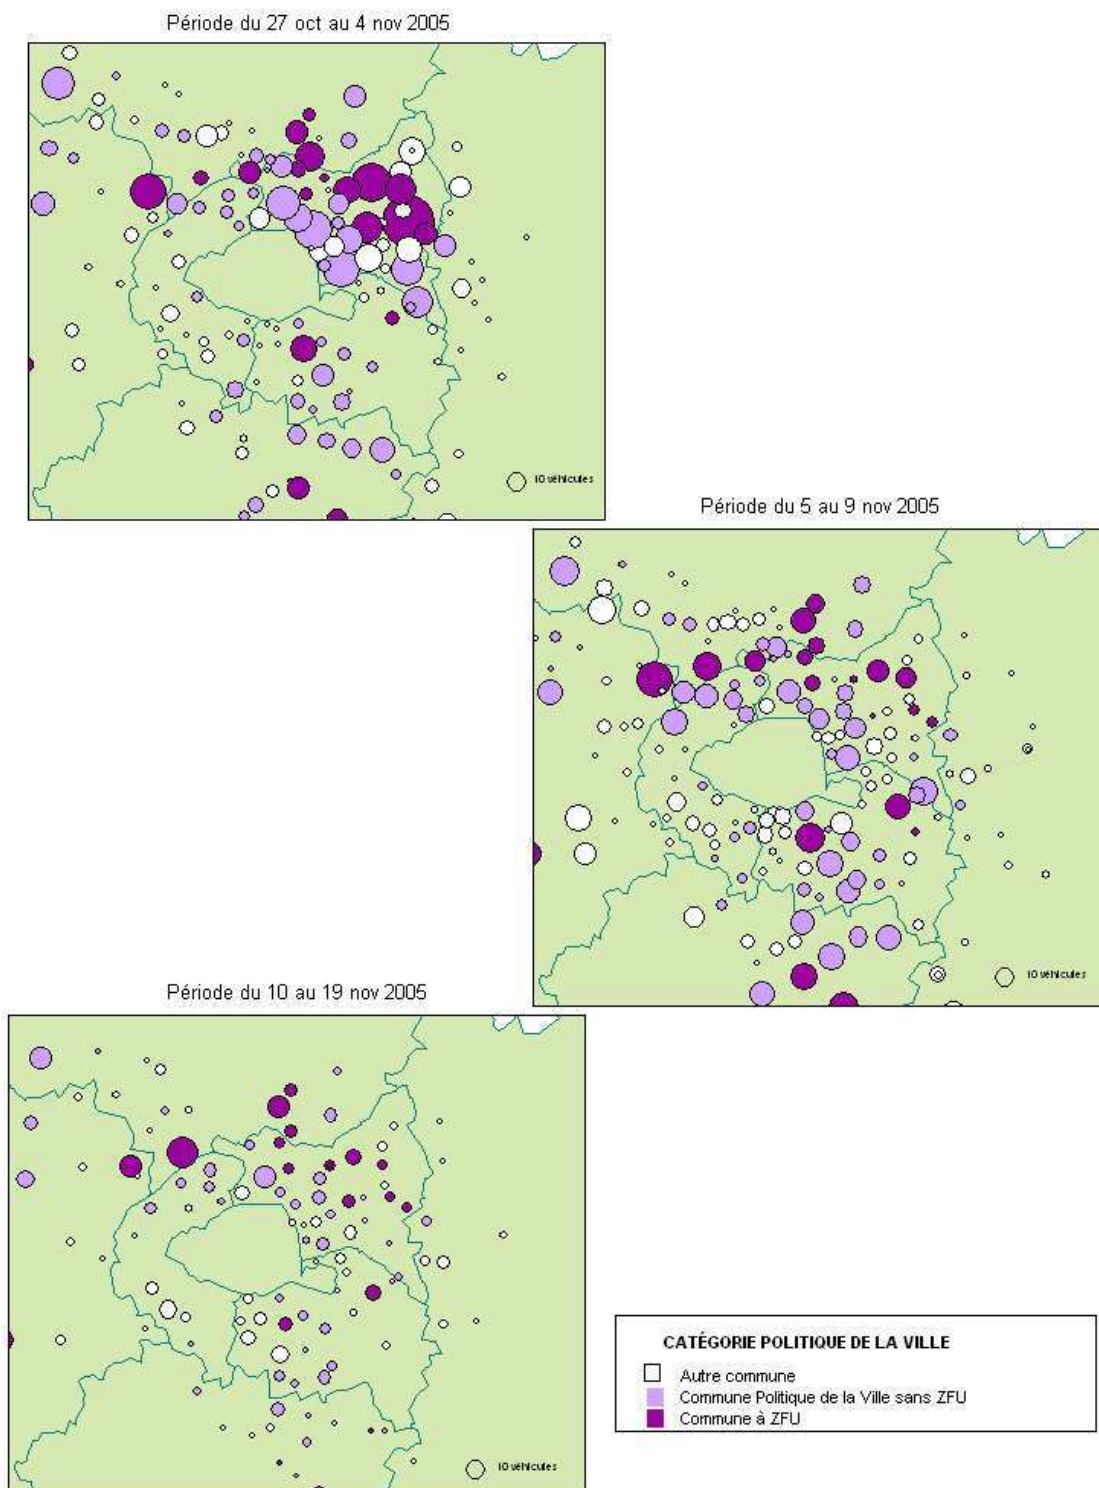 Période du 27 oct au 4 nov 2005
10 véhicules
Période du 5 au 9 nov 2005
10 véhicules
Période du 10 au 19 nov 2005
10 véhicules
CATÉGORIE POLITIQUE DE LA VILLE
Autre commune
Commune Politique de la Ville sans ZFU
Commune à ZFU